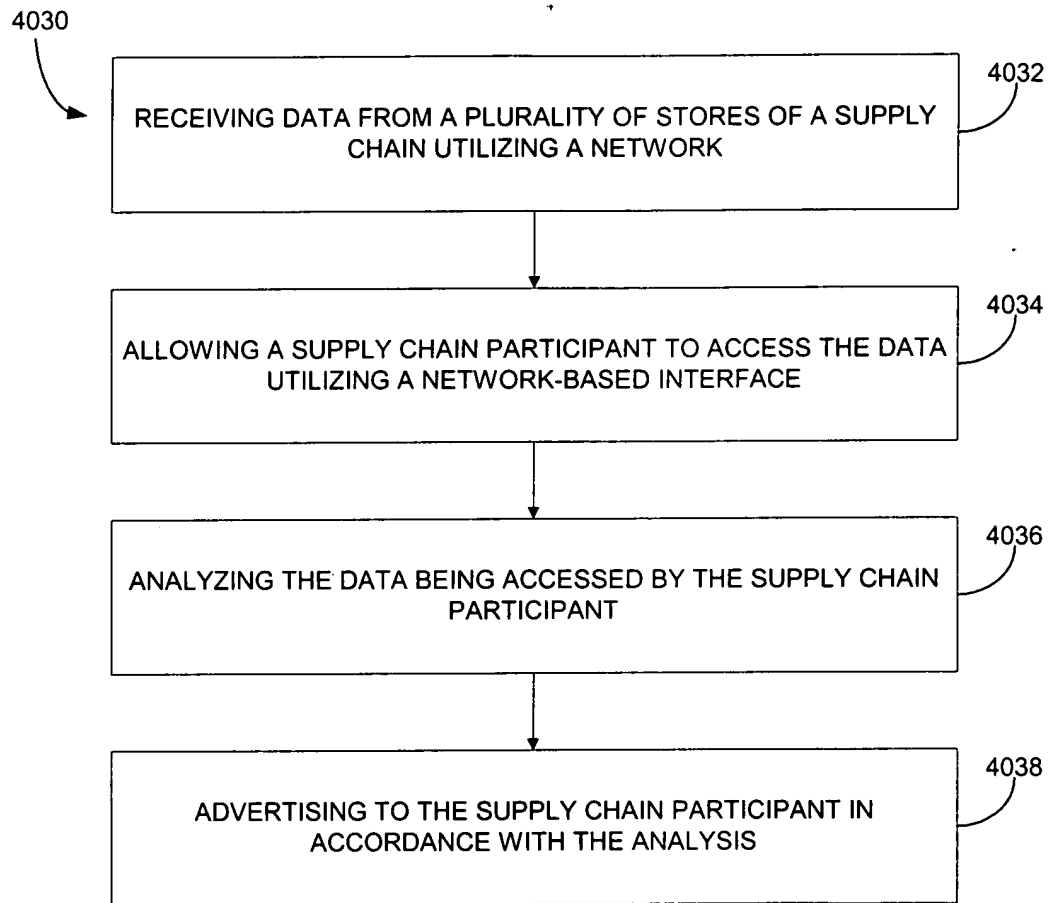 4030
4032
RECEIVING DATA FROM A PLURALITY OF STORES OF A SUPPLY
CHAIN UTILIZING A NETWORK
4034
ALLOWING A SUPPLY CHAIN PARTICIPANT TO ACCESS THE DATA
UTILIZING A NETWORK-BASED INTERFACE
4036
ANALYZING THE DATA BEING ACCESSED BY THE SUPPLY CHAIN
PARTICIPANT
4038
ADVERTISING TO THE SUPPLY CHAIN PARTICIPANT IN
ACCORDANCE WITH THE ANALYSIS